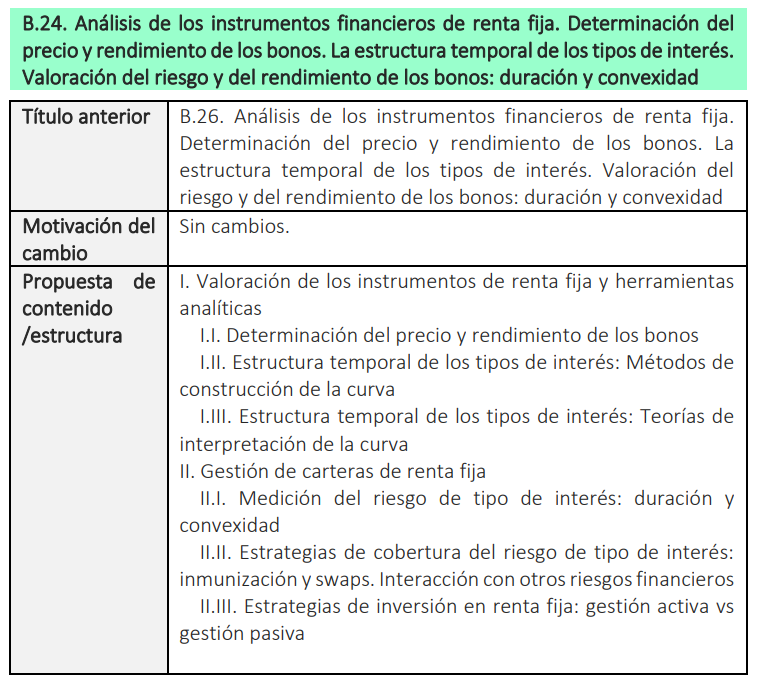 B.24. Análisis de los instrumentos financieros de renta fija. Determinación del
precio y rendimiento de los bonos. La estructura temporal de los tipos de interés.
Valoración del riesgo y del rendimiento de los bonos: duración y convexidad
Título anterior
B.26. Análisis de los instrumentos financieros de renta fija.
Determinación del precio y rendimiento de los bonos. La
estructura temporal de los tipos de interés. Valoración del
riesgo y del rendimiento de los bonos: duración y convexidad
Motivación del
cambio
Sin cambios.
Propuesta de
contenido
/estructura
I. Valoración de los instrumentos de renta fija y herramientas
analíticas
I.I. Determinación del precio y rendimiento de los bonos
I.II. Estructura temporal de los tipos de interés: Métodos de
construcción de la curva
I.III. Estructura temporal de los tipos de interés: Teorías de
interpretación de la curva
II. Gestión de carteras de renta fija
II.I. Medición del riesgo de tipo de interés: duración y
convexidad
II.II. Estrategias de cobertura del riesgo de tipo de interés:
inmunización y swaps. Interacción con otros riesgos financieros
II.III. Estrategias de inversión en renta fija: gestión activa vs
gestión pasiva